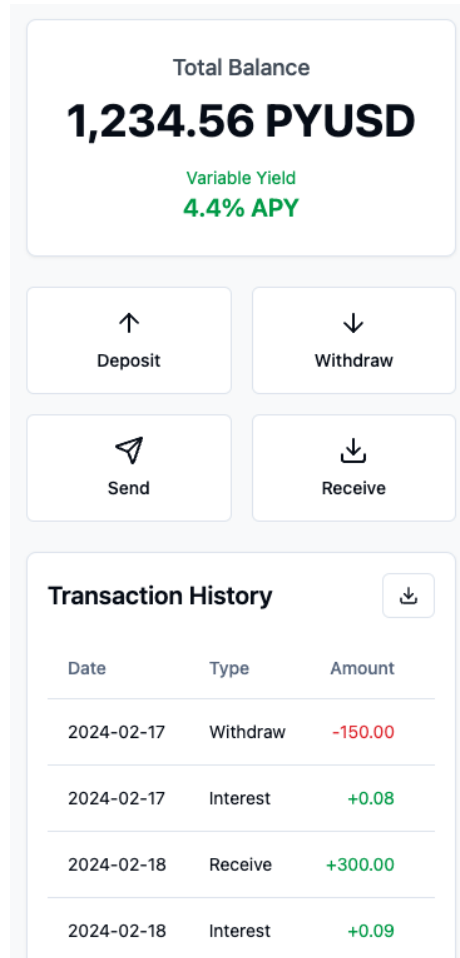 Total Balance
1,234.56 PYUSD
Variable Yield
4.4% APY
Deposit
Withdraw
Send
Receive
Transaction History
Date Type Amount
2024-02-17 Withdraw -150.00
2024-02-17 Interest +0.08
2024-02-18 Receive +300.00
2024-02-18 Interest +0.09